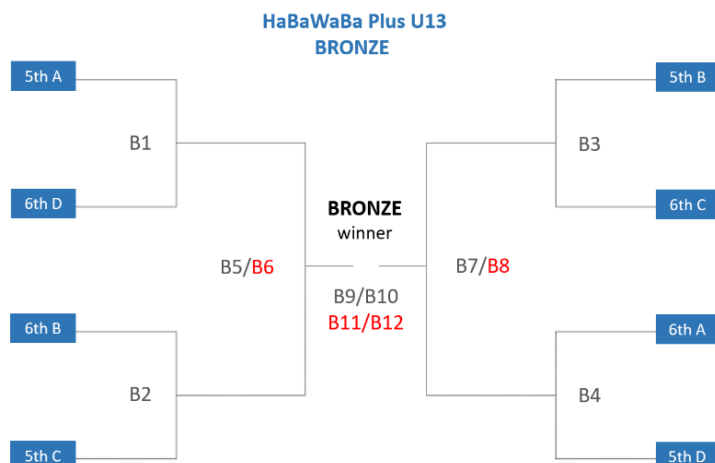 HaBaWaBa Plus U13
BRONZE
5th A
5th B
B1
B3
6th D
6th C
BRONZE
winner
B5/B6
B7/B8
B9/B10
B11/B12
6th B
6th A
B2
B4
5th C
5th D